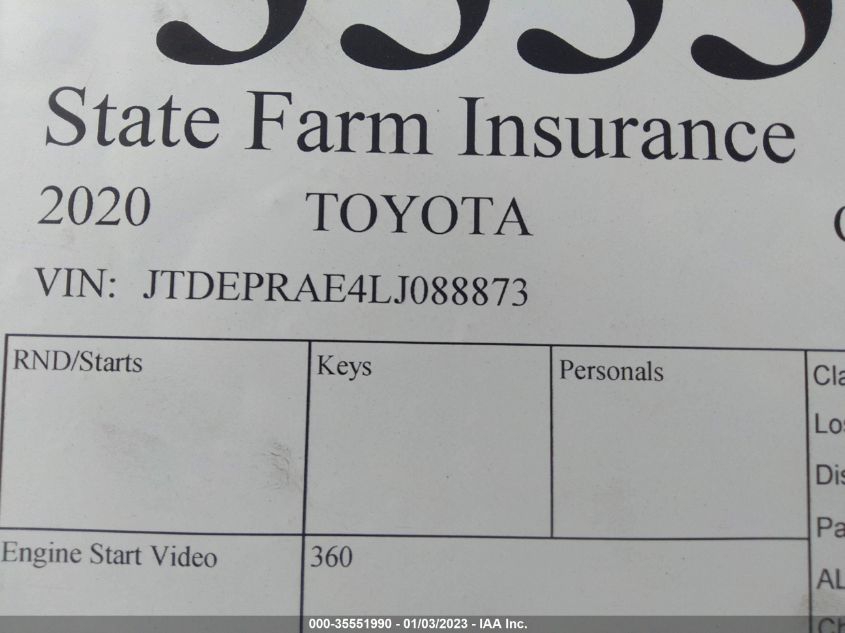 State Farm Insurance
2020 TOYOTA
VIN: JTDEPRAE4LJ088873
RND/Starts Keys Personals
Engine Start Video 360
000-35551990 - 01/03/2023 - IAA Inc.